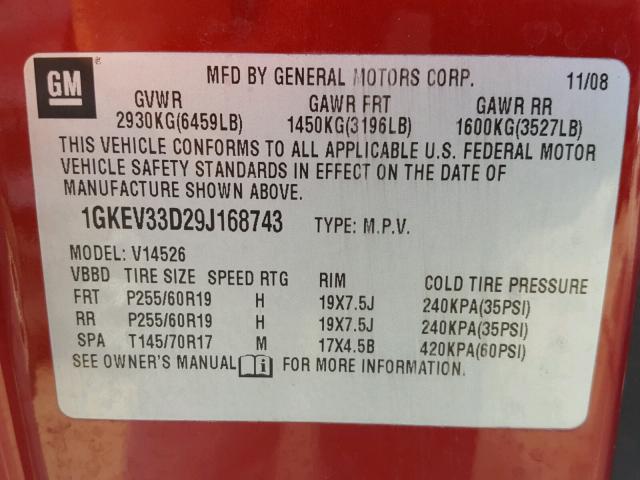 GM
MFD BY GENERAL MOTORS CORP. 11/08
GVWR GAWR FRT GAWR RR
2930KG(6459LB) 1450KG(3196LB) 1600KG(3527LB)
THIS VEHICLE CONFORMS TO ALL APPLICABLE U.S. FEDERAL MOTOR
VEHICLE SAFETY STANDARDS IN EFFECT ON THE DATE OF
MANUFACTURE SHOWN ABOVE.
1GKEV33D29J168743 TYPE: M.P.V.
MODEL: V14526
VBBD TIRE SIZE SPEED RTG RIM COLD TIRE PRESSURE
FRT P255/60R19 H 19X7.5J 240KPA(35PSI)
RR P255/60R19 H 19X7.5J 240KPA(35PSI)
SPA T145/70R17 M 17X4.5B 420KPA(60PSI)
SEE OWNER'S MANUAL i FOR MORE INFORMATION.